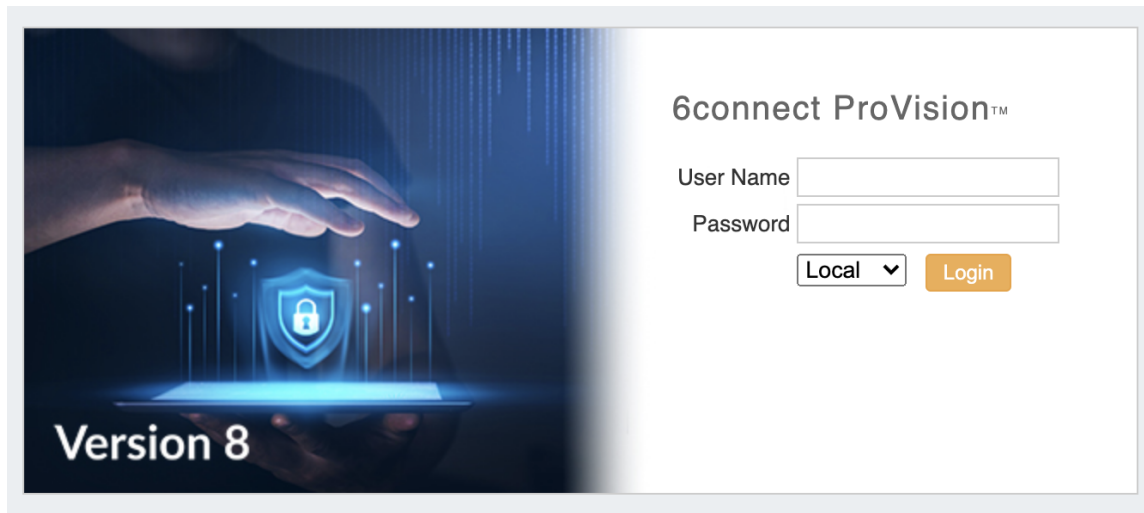 6connect ProVision™
User Name
Password
Local
Login
Version 8